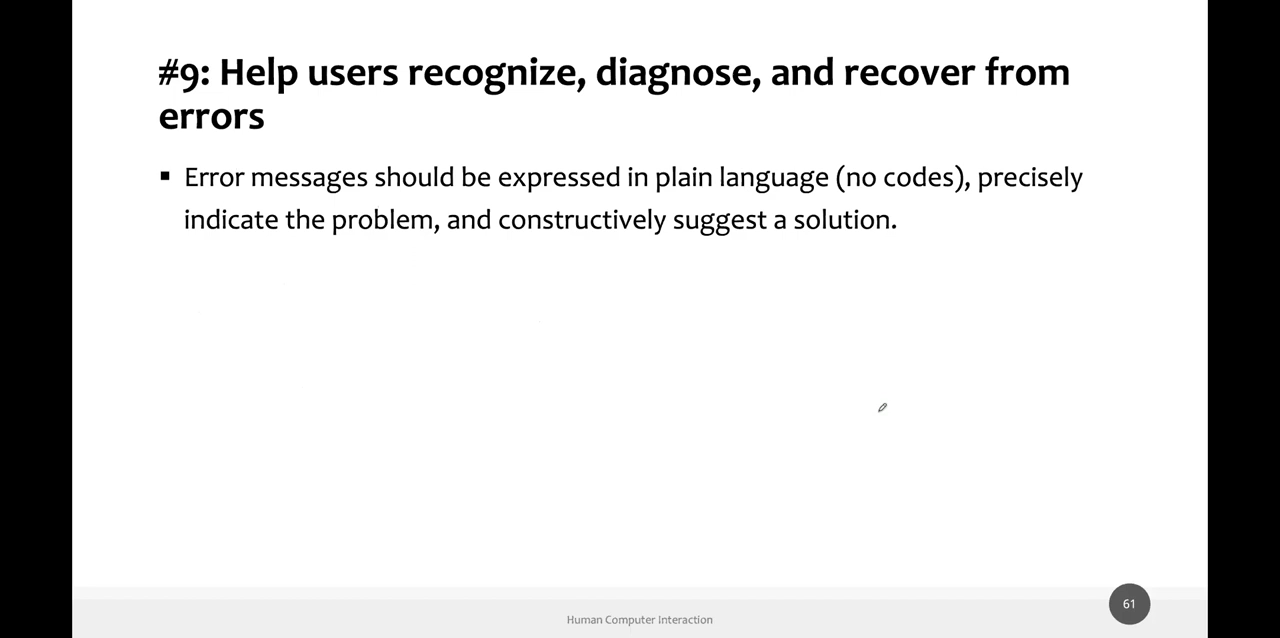 #9: Help users recognize, diagnose, and recover from
errors
▪ Error messages should be expressed in plain language (no codes), precisely
indicate the problem, and constructively suggest a solution.
Human Computer Interaction
61